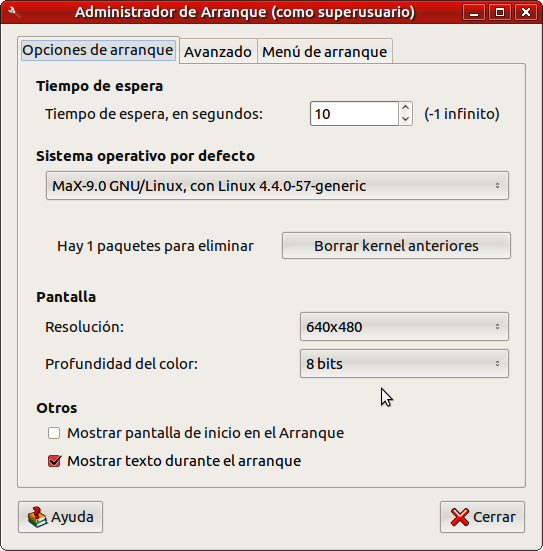 Administrador de Arranque (como superusuario)
Opciones de arranque Avanzado Menú de arranque
Tiempo de espera
Tiempo de espera, en segundos: 10 (-1 infinito)
Sistema operativo por defecto
MaX-9.0 GNU/Linux, con Linux 4.4.0-57-generic
Hay 1 paquetes para eliminar Borrar kernel anteriores
Pantalla
Resolución: 640x480
Profundidad del color: 8 bits
Otros
Mostrar pantalla de inicio en el Arranque
Mostrar texto durante el arranque
Ayuda Cerrar